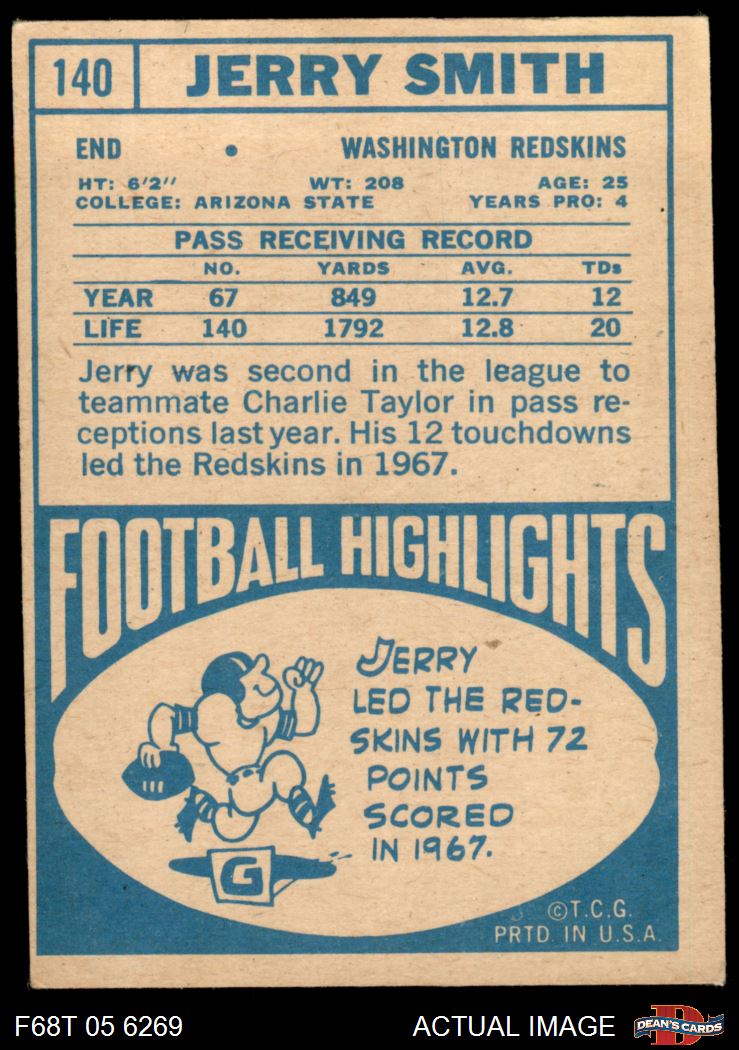 140 JERRY SMITH
END • WASHINGTON REDSKINS
HT: 6'2" WT: 208 AGE: 25
COLLEGE: ARIZONA STATE YEARS PRO: 4
PASS RECEIVING RECORD
NO. YARDS AVG. TDs
YEAR 67 849 12.7 12
LIFE 140 1792 12.8 20
Jerry was second in the league to
teammate Charlie Taylor in pass re-
ceptions last year. His 12 touchdowns
led the Redskins in 1967.
FOOTBALL HIGHLIGHTS
JERRY
LED THE RED-
SKINS WITH 72
POINTS
SCORED
IN 1967.
G
©T.C.G.
PRTD. IN U.S.A.
F68T 05 6269 ACTUAL IMAGE D DEAN'S CARDS